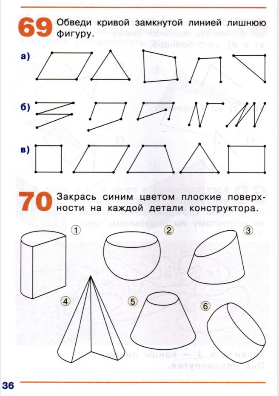 69 Обведи кривой замкнутой линией лишнюю
фигуру.
а)
б)
в)
70 Закрась синим цветом плоские поверх-
ности на каждой детали конструктора.
1
2
3
4
5
6
36